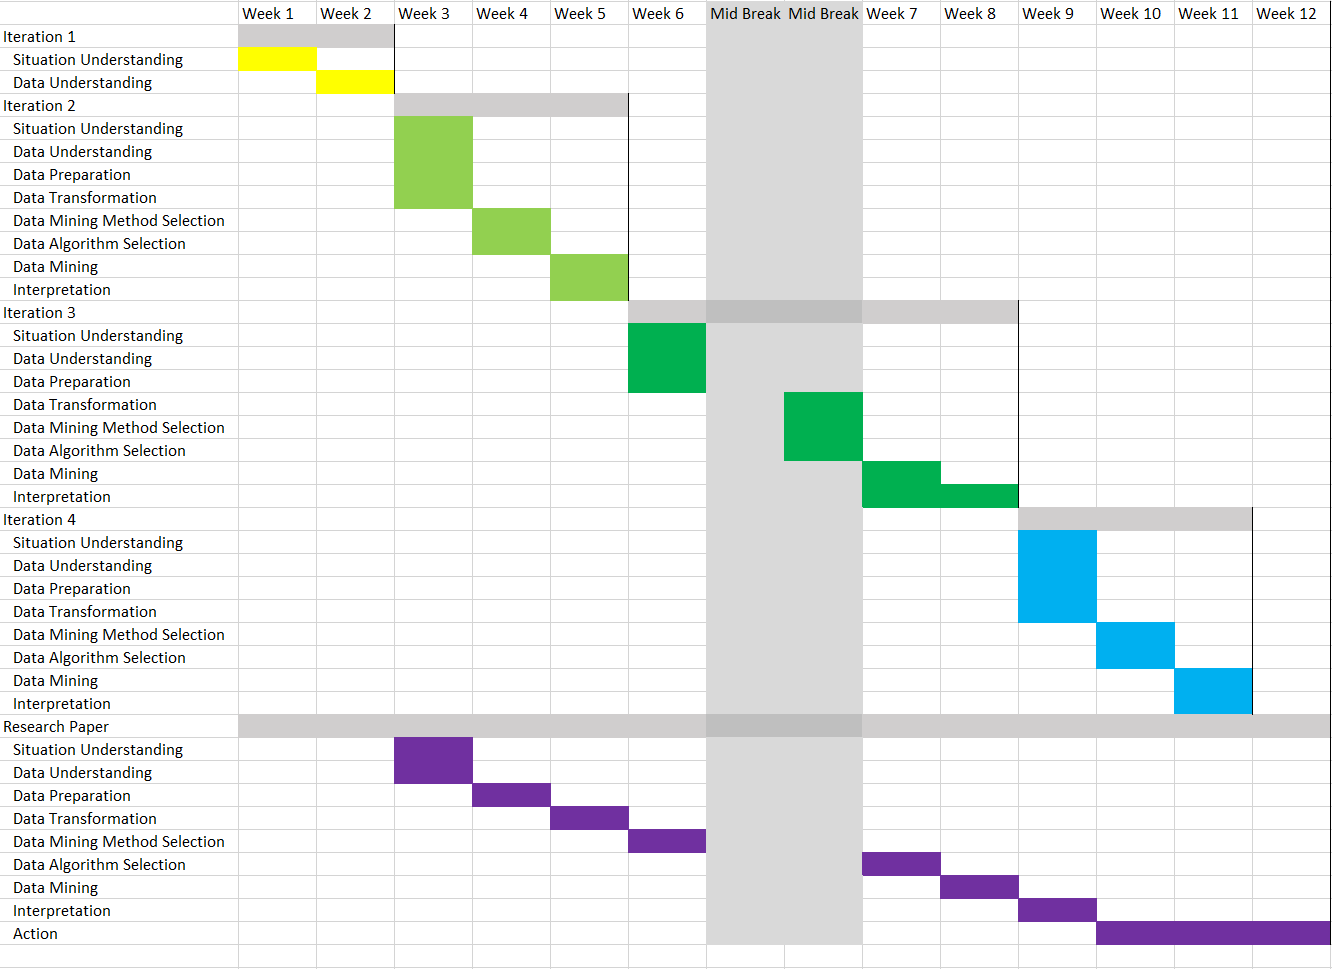 Week 1 Week 2 Week 3 Week 4 Week 5 Week 6 Mid Break Mid Break Week 7 Week 8 Week 9 Week 10 Week 11 Week 12
Iteration 1
Situation Understanding
Data Understanding
Iteration 2
Situation Understanding
Data Understanding
Data Preparation
Data Transformation
Data Mining Method Selection
Data Algorithm Selection
Data Mining
Interpretation
Iteration 3
Situation Understanding
Data Understanding
Data Preparation
Data Transformation
Data Mining Method Selection
Data Algorithm Selection
Data Mining
Interpretation
Iteration 4
Situation Understanding
Data Understanding
Data Preparation
Data Transformation
Data Mining Method Selection
Data Algorithm Selection
Data Mining
Interpretation
Research Paper
Situation Understanding
Data Understanding
Data Preparation
Data Transformation
Data Mining Method Selection
Data Algorithm Selection
Data Mining
Interpretation
Action